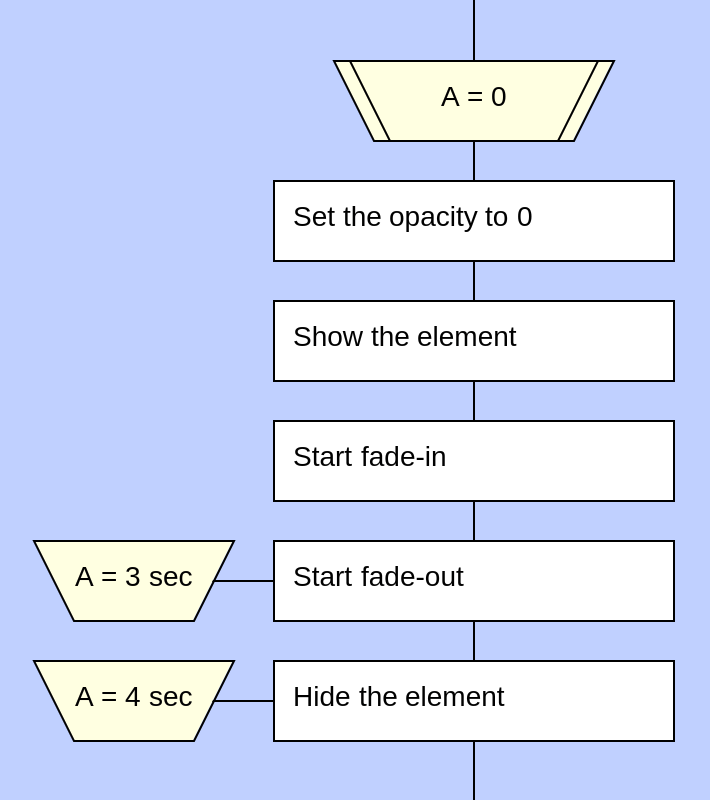 A = 0
Set the opacity to 0
Show the element
Start fade-in
A = 3 sec
Start fade-out
A = 4 sec
Hide the element